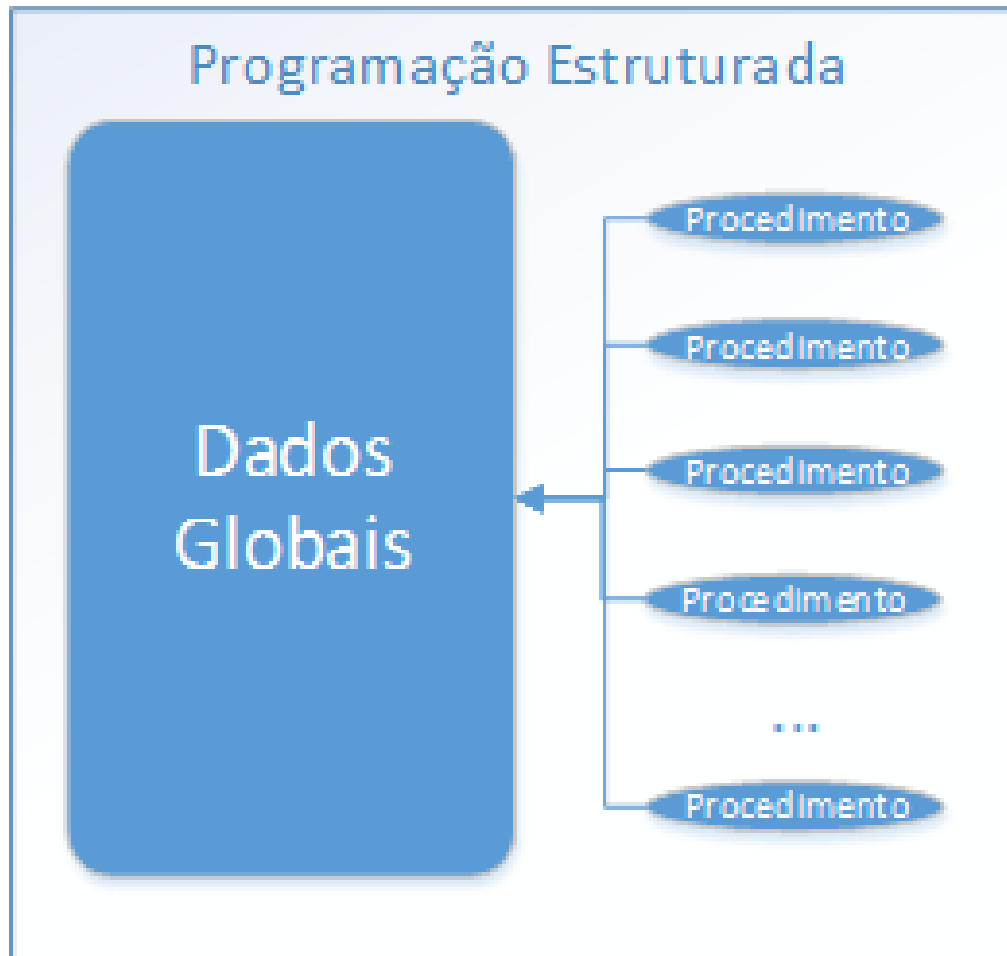 Programação Estruturada
Dados
Globais
Procedimento
Procedimento
Procedimento
Procedimento
...
Procedimento